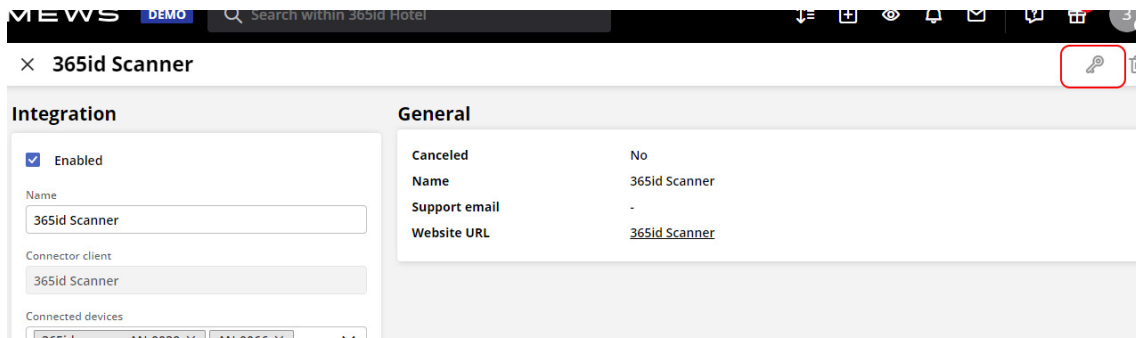 MEWS DEMO Search within 365id Hotel
365id Scanner
Integration
Enabled
Name
365id Scanner
Connector client
365id Scanner
Connected devices
General
Canceled No
Name 365id Scanner
Support email -
Website URL 365id Scanner